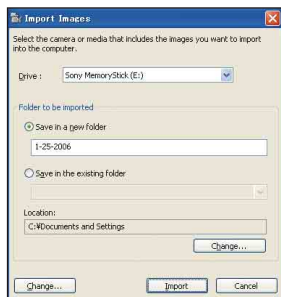 Import Images
Select the camera or media that includes the images you want to import
into the computer.
Drive : Sony MemoryStick (E:)
Folder to be imported
Save in a new folder
1-25-2006
Save in the existing folder
Location:
C:¥Documents and Settings
Change...
Change... Import Cancel